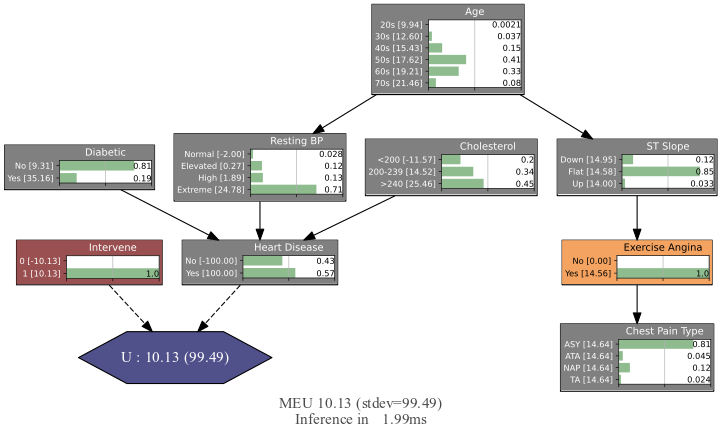 Age
20s [9.94] 0.0021
30s [12.60] 0.037
40s [15.43] 0.15
50s [17.62] 0.41
60s [19.21] 0.33
70s [21.46] 0.08
Diabetic
No [9.31] 0.81
Yes [35.16] 0.19
Resting BP
Normal [-2.00] 0.028
Elevated [0.27] 0.12
High [1.89] 0.13
Extreme [24.78] 0.71
Cholesterol
<200 [-11.57] 0.2
200-239 [14.52] 0.34
>240 [25.46] 0.45
ST Slope
Down [14.95] 0.12
Flat [14.58] 0.85
Up [14.00] 0.033
Intervene
0 [-10.13]
1 [10.13] 1.0
Heart Disease
No [-100.00] 0.43
Yes [100.00] 0.57
Exercise Angina
No [0.00]
Yes [14.56] 1.0
U : 10.13 (99.49)
Chest Pain Type
ASY [14.64] 0.81
ATA [14.64] 0.045
NAP [14.64] 0.12
TA [14.64] 0.024
MEU 10.13 (stdev=99.49)
Inference in 1.99ms